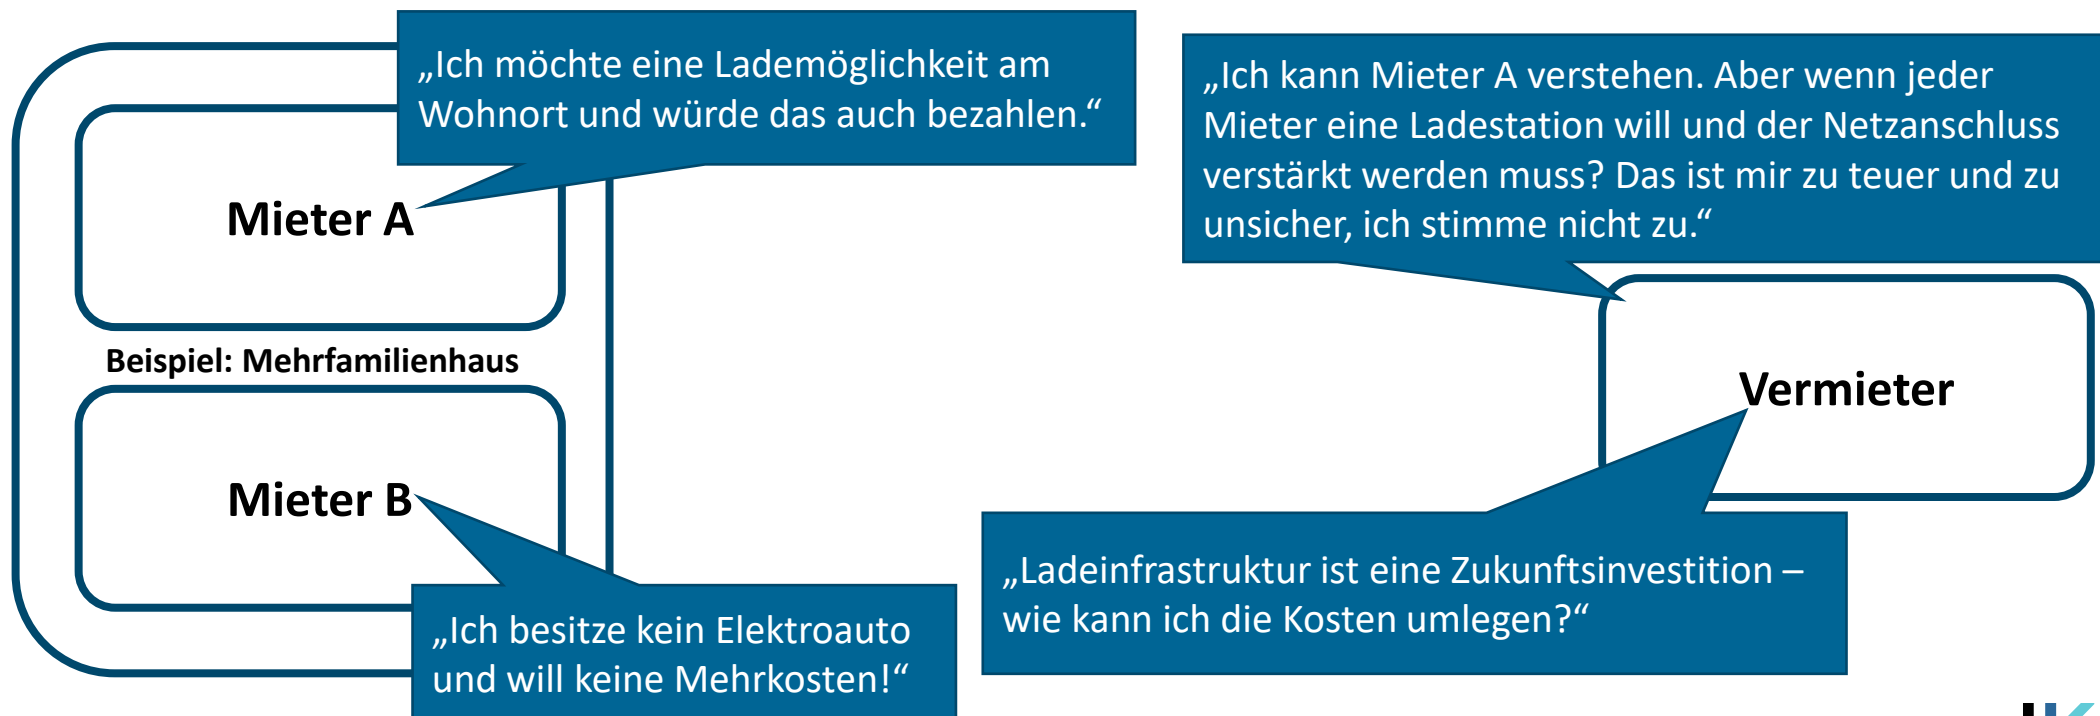 „Ich möchte eine Lademöglichkeit am
Wohnort und würde das auch bezahlen.“
Mieter A
Beispiel: Mehrfamilienhaus
Mieter B
„Ich besitze kein Elektroauto
und will keine Mehrkosten!“
„Ich kann Mieter A verstehen. Aber wenn jeder
Mieter eine Ladestation will und der Netzanschluss
verstärkt werden muss? Das ist mir zu teuer und zu
unsicher, ich stimme nicht zu.“
Vermieter
„Ladeinfrastruktur ist eine Zukunftsinvestition –
wie kann ich die Kosten umlegen?“